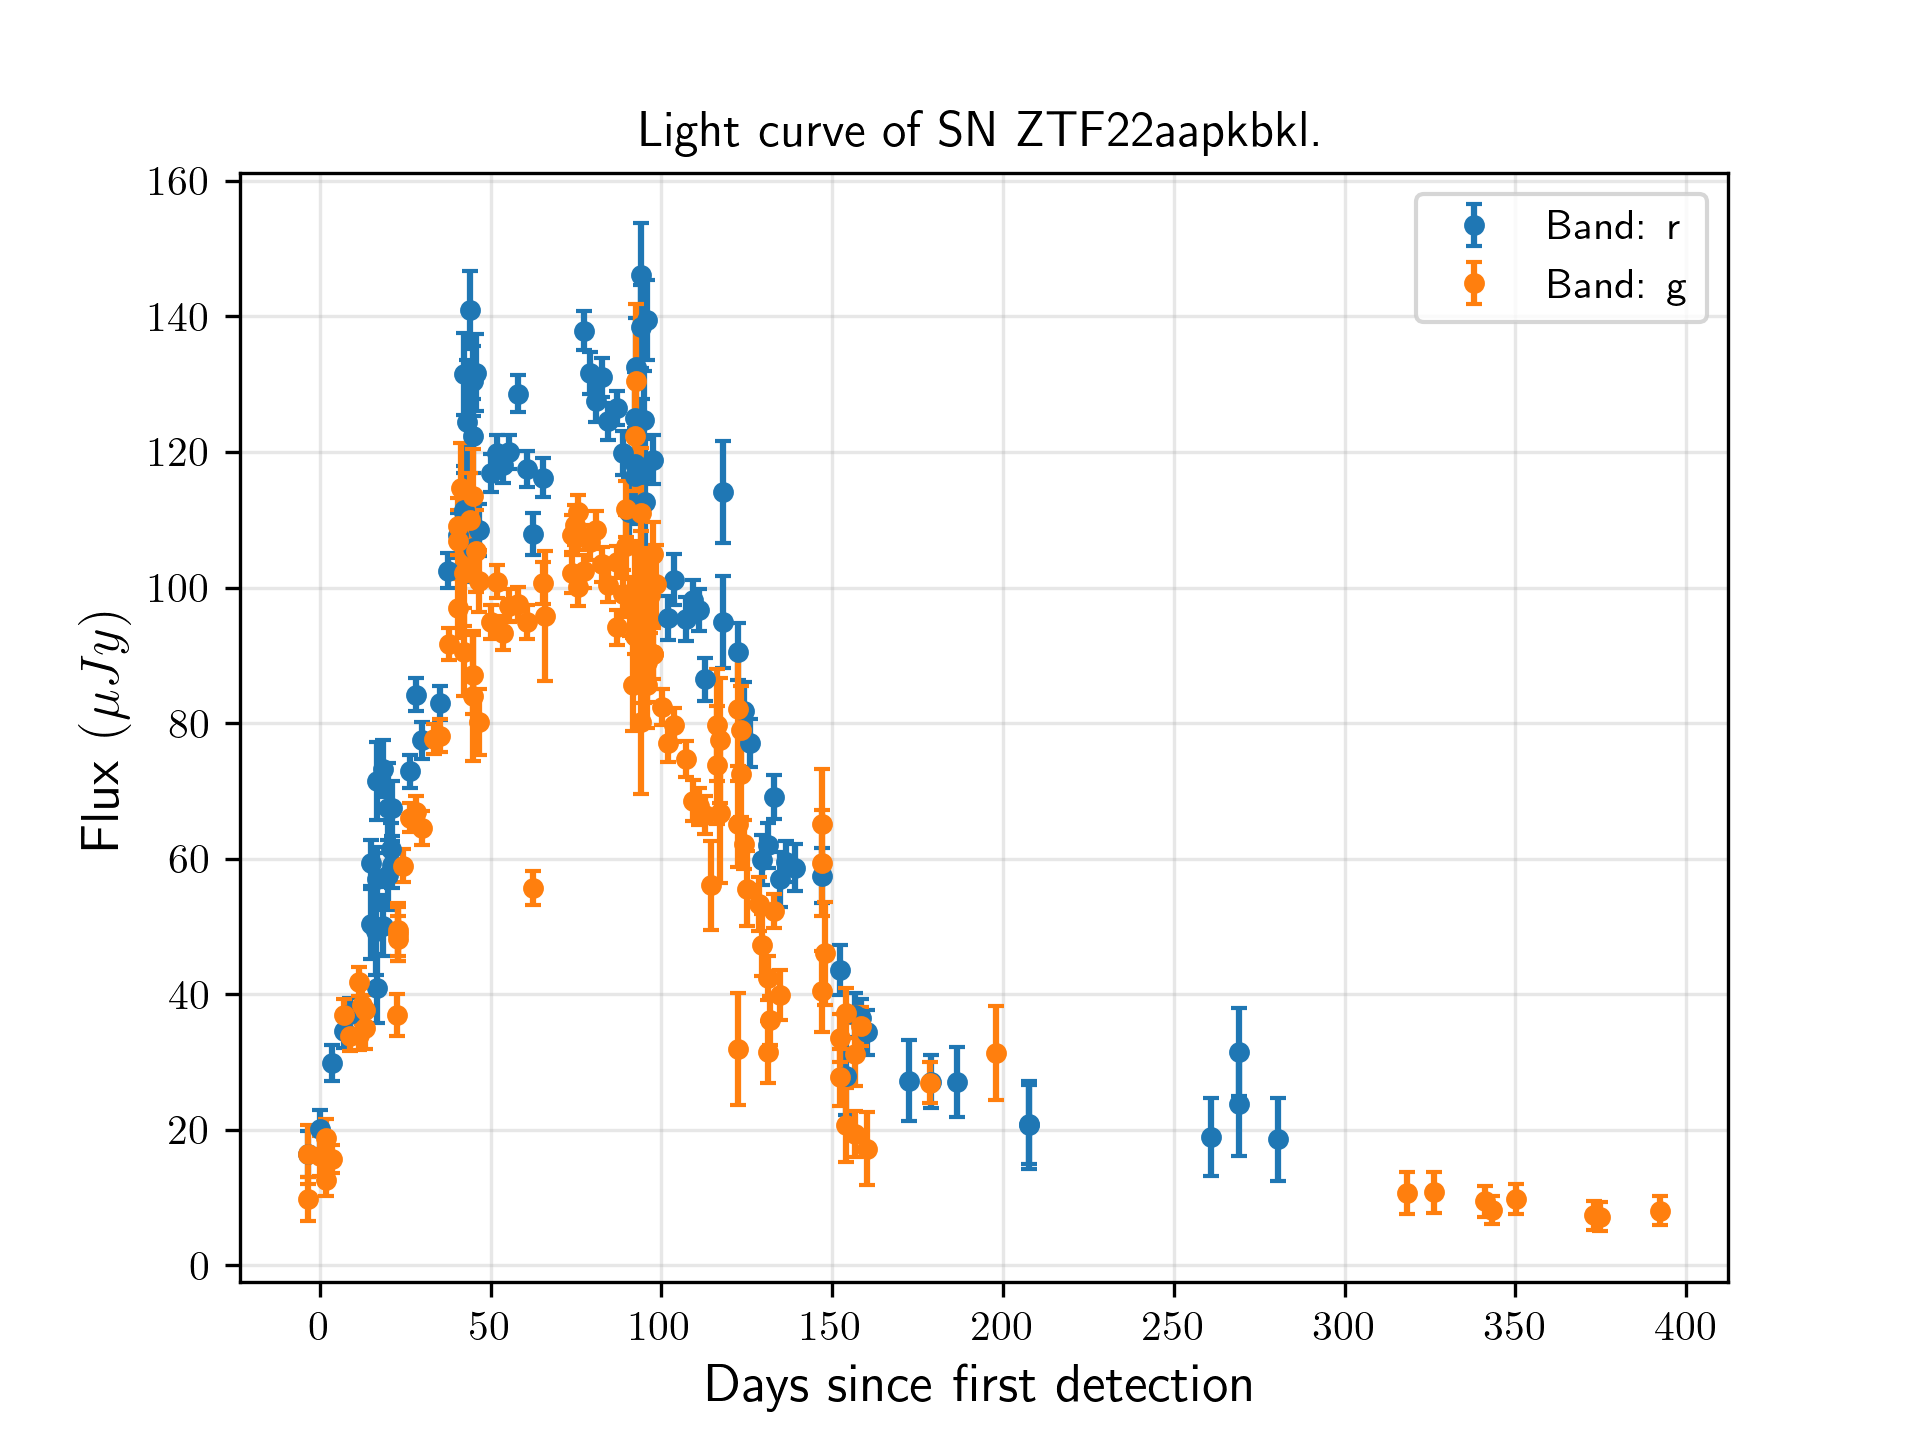 Light curve of SN ZTF22aapkbkl.
Band: r
Band: g
Flux (μJy)
160
140
120
100
80
60
40
20
0
0 50 100 150 200 250 300 350 400
Days since first detection